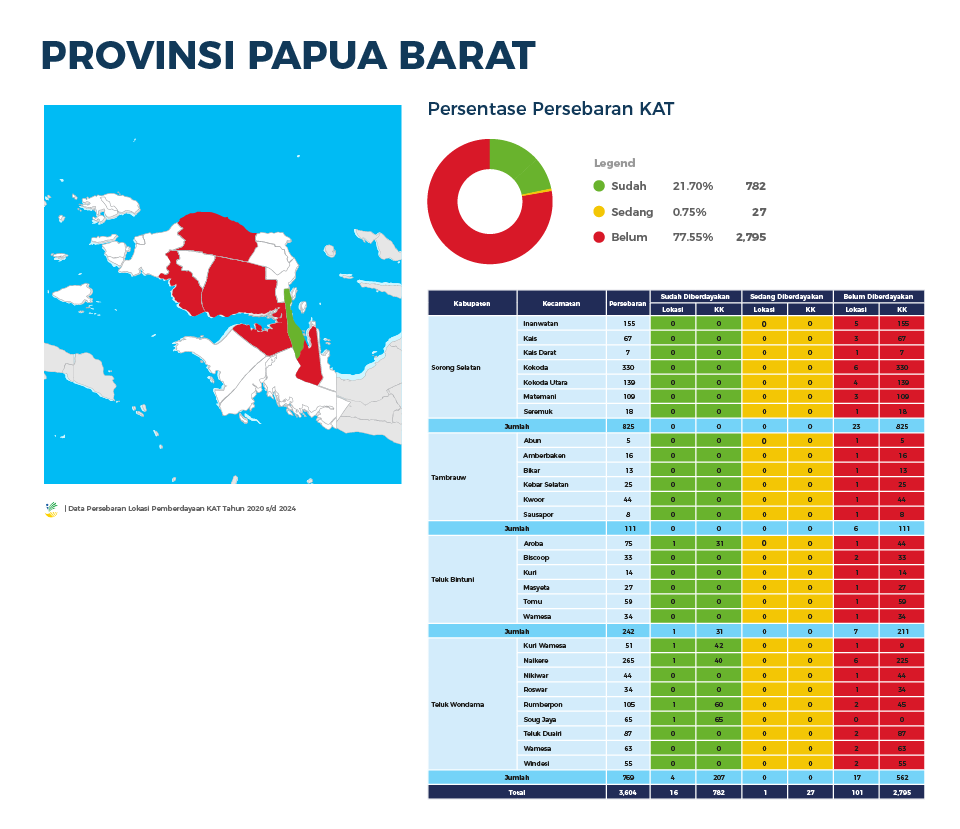 PROVINSI PAPUA BARAT
Persentase Persebaran KAT
Legend
Sudah 21.70% 782
Sedang 0.75% 27
Belum 77.55% 2,795
| Data Persebaran Lokasi Pemberdayaan KAT Tahun 2020 s/d 2024
Kabupaten Kecamatan Persebaran Sudah Diberdayakan Sedang Diberdayakan Belum Diberdayakan
Lokasi KK Lokasi KK Lokasi KK
Sorong Selatan
Inanwatan 155 0 0 0 0 5 155
Kais 67 0 0 0 0 3 67
Kais Darat 7 0 0 0 0 1 7
Kokoda 330 0 0 0 0 6 330
Kokoda Utara 139 0 0 0 0 4 139
Matemani 109 0 0 0 0 3 109
Seremuk 18 0 0 0 0 1 18
Jumlah 825 0 0 0 0 23 825
Tambrauw
Abun 5 0 0 0 0 1 5
Amberbaken 16 0 0 0 0 1 16
Bikar 13 0 0 0 0 1 13
Kebar Selatan 25 0 0 0 0 1 25
Kwoor 44 0 0 0 0 1 44
Sausapor 8 0 0 0 0 1 8
Jumlah 111 0 0 0 0 6 111
Teluk Bintuni
Aroba 75 1 31 0 0 1 44
Biscoop 33 0 0 0 0 2 33
Kuri 14 0 0 0 0 1 14
Masyeta 27 0 0 0 0 1 27
Tomu 59 0 0 0 0 1 59
Wamesa 34 0 0 0 0 1 34
Jumlah 242 1 31 0 0 7 211
Teluk Wondama
Kuri Wamesa 51 1 42 0 0 1 9
Naikere 265 1 40 0 0 6 225
Nikiwar 44 0 0 0 0 1 44
Roswar 34 0 0 0 0 1 34
Rumberpon 105 1 60 0 0 2 45
Soug Jaya 65 1 65 0 0 0 0
Teluk Duairi 87 0 0 0 0 2 87
Wamesa 63 0 0 0 0 2 63
Windesi 55 0 0 0 0 2 55
Jumlah 769 4 207 0 0 17 562
Total 3,604 16 782 1 27 101 2,795